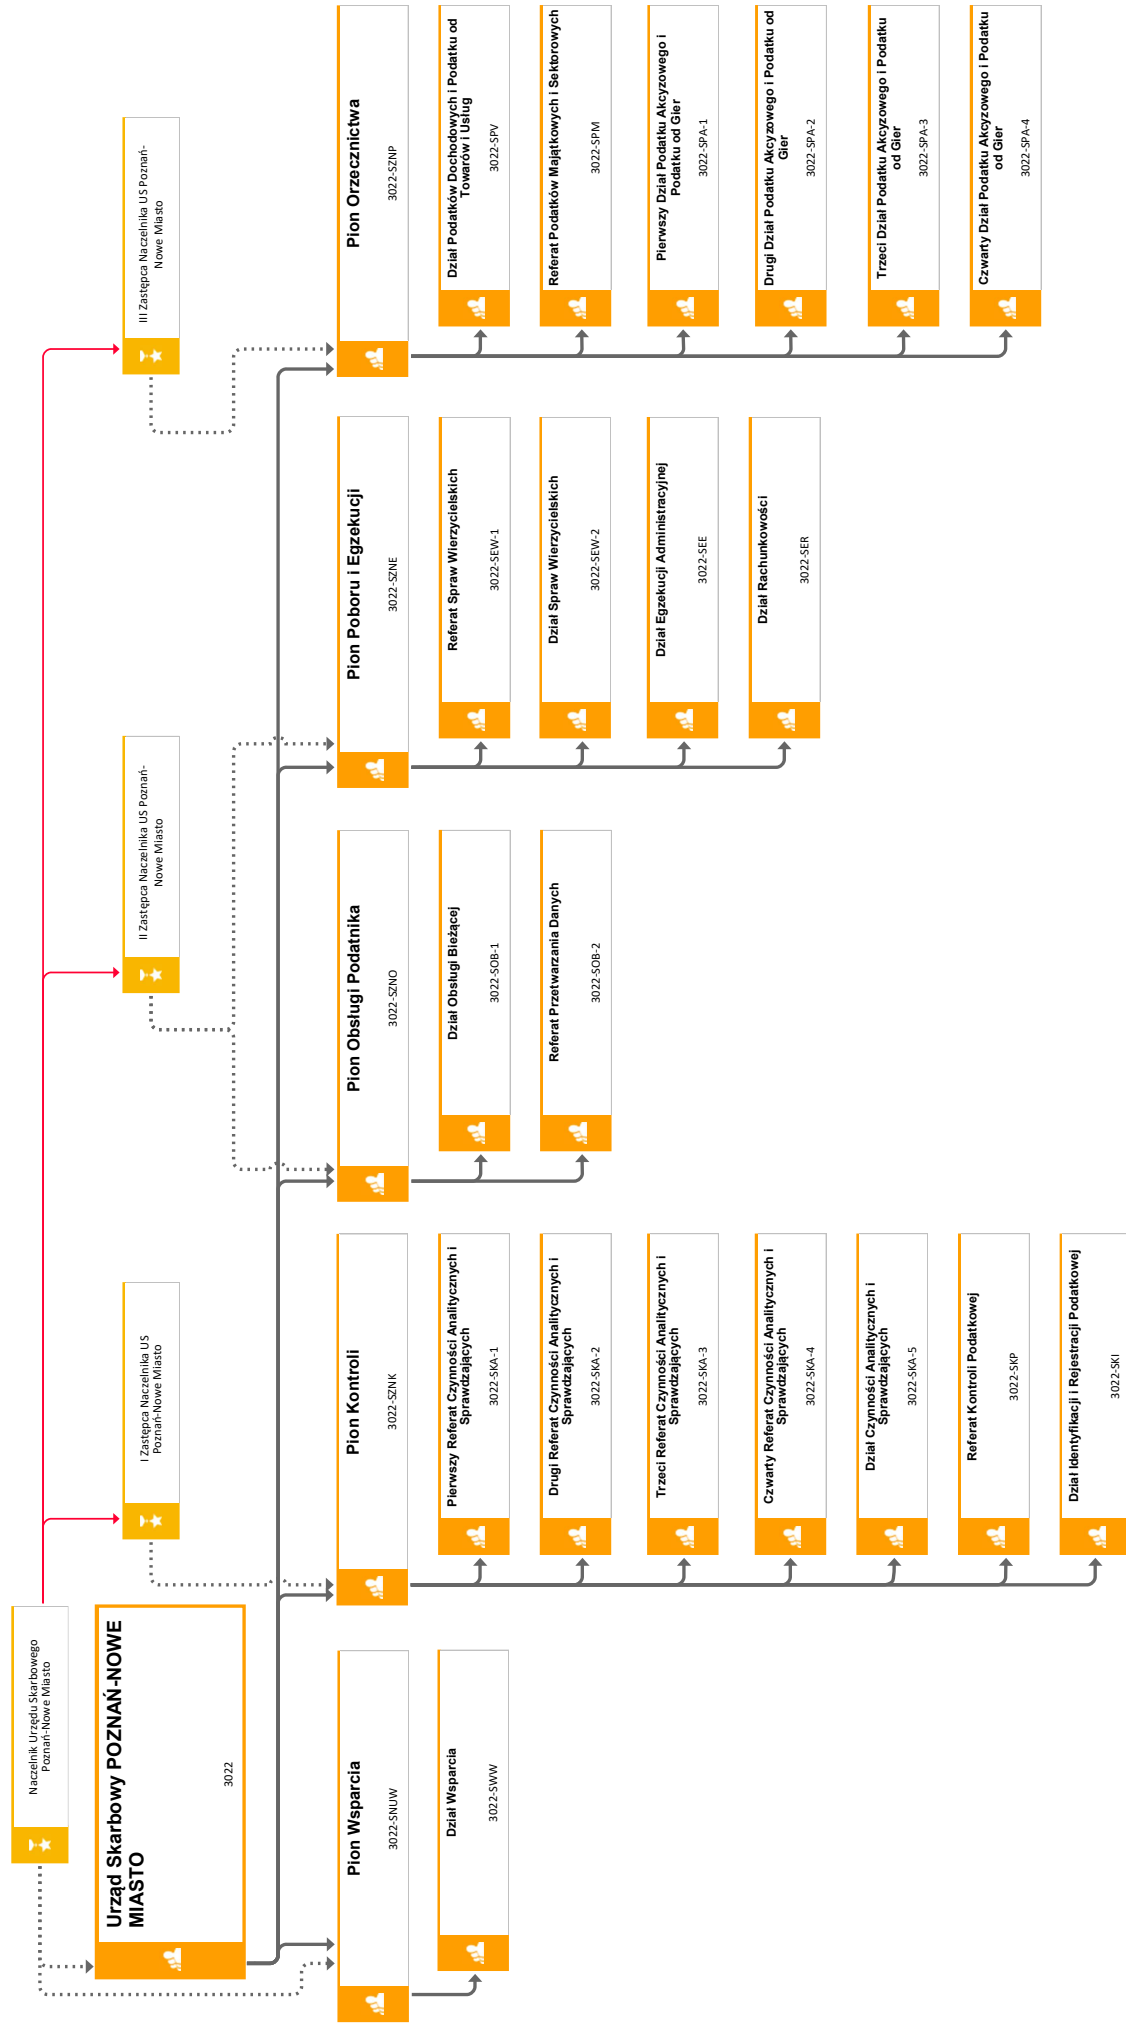 Naczelnik Urzędu Skarbowego
Poznań-Nowe Miasto
Urząd Skarbowy POZNAŃ-NOWE
MIASTO
3022
I Zastępca Naczelnika US
Poznań-Nowe Miasto
II Zastępca Naczelnika US Poznań-
Nowe Miasto
III Zastępca Naczelnika US Poznań-
Nowe Miasto
Pion Wsparcia
3022-SNUW
Dział Wsparcia
3022-SWW
Pion Kontroli
3022-SZNK
Pierwszy Referat Czynności Analitycznych i
Sprawdzających
3022-SKA-1
Drugi Referat Czynności Analitycznych i
Sprawdzających
3022-SKA-2
Trzeci Referat Czynności Analitycznych i
Sprawdzających
3022-SKA-3
Czwarty Referat Czynności Analitycznych i
Sprawdzających
3022-SKA-4
Dział Czynności Analitycznych i
Sprawdzających
3022-SKA-5
Referat Kontroli Podatkowej
3022-SKP
Dział Identyfikacji i Rejestracji Podatkowej
3022-SKI
Pion Obsługi Podatnika
3022-SZNO
Dział Obsługi Bieżącej
3022-SOB-1
Referat Przetwarzania Danych
3022-SOB-2
Pion Poboru i Egzekucji
3022-SZNE
Referat Spraw Wierzycielskich
3022-SEW-1
Dział Spraw Wierzycielskich
3022-SEW-2
Dział Egzekucji Administracyjnej
3022-SEE
Dział Rachunkowości
3022-SER
Pion Orzecznictwa
3022-SZNP
Dział Podatków Dochodowych i Podatku od
Towarów i Usług
3022-SPV
Referat Podatków Majątkowych i Sektorowych
3022-SPM
Pierwszy Dział Podatku Akcyzowego i
Podatku od Gier
3022-SPA-1
Drugi Dział Podatku Akcyzowego i Podatku od
Gier
3022-SPA-2
Trzeci Dział Podatku Akcyzowego i Podatku
od Gier
3022-SPA-3
Czwarty Dział Podatku Akcyzowego i Podatku
od Gier
3022-SPA-4